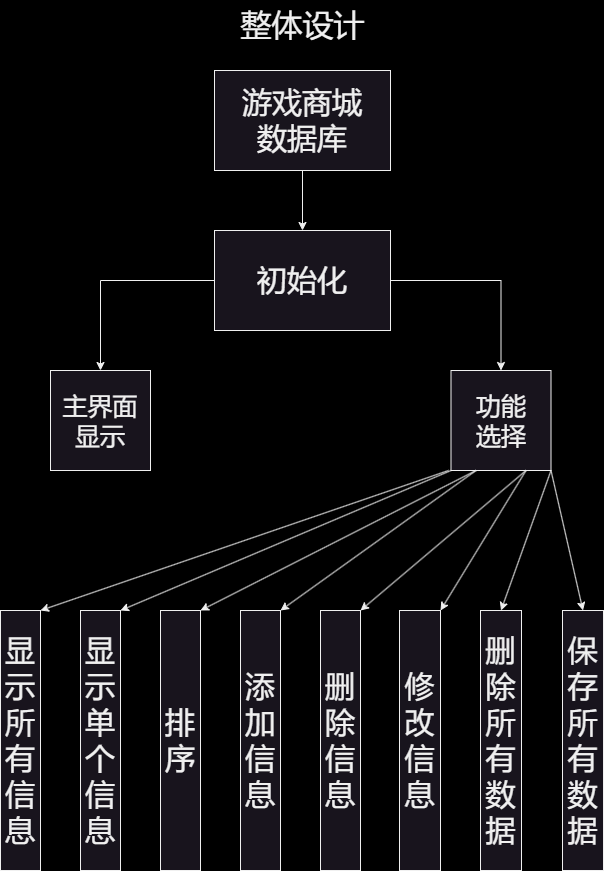 整体设计
游戏商城
数据库
初始化
主界面
显示
功能
选择
显示所有信息
显示单个信息
排序
添加信息
删除信息
修改信息
删除所有数据
保存所有数据